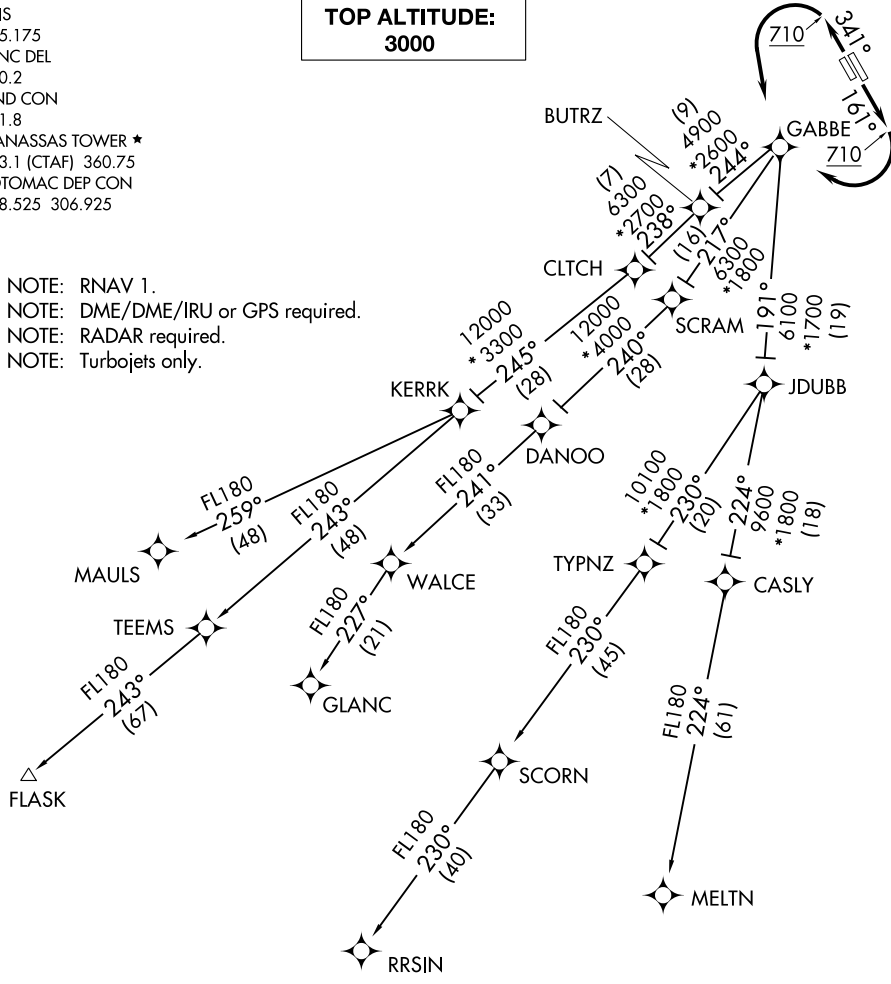 TOP ALTITUDE:
3000
5.175
NC DEL
0.2
ND CON
1.8
ANASSAS TOWER ★
3.1 (CTAF) 360.75
OTOMAC DEP CON
8.525 306.925
NOTE: RNAV 1.
NOTE: DME/DME/IRU or GPS required.
NOTE: RADAR required.
NOTE: Turbojets only.
710
341°
161°
710
GABBE
BUTRZ
(9)
4900
*2600
244°
(7)
6300
*2700
238°
CLTCH
(16)
217°
6300
*1800
SCRAM
191°
6100
*1700
(19)
JDUBB
12000
*3300
245°
(28)
KERRK
12000
*4000
240°
(28)
DANOO
FL180
259°
(48)
MAULS
FL180
243°
(48)
TEEMS
FL180
241°
(33)
WALCE
10100
*1800
230°
(20)
TYPNZ
224°
9600
*1800
(18)
CASLY
FL180
227°
(21)
GLANC
FL180
243°
(67)
FLASK
FL180
230°
(45)
SCORN
FL180
224°
(61)
MELTN
FL180
230°
(40)
RRSIN